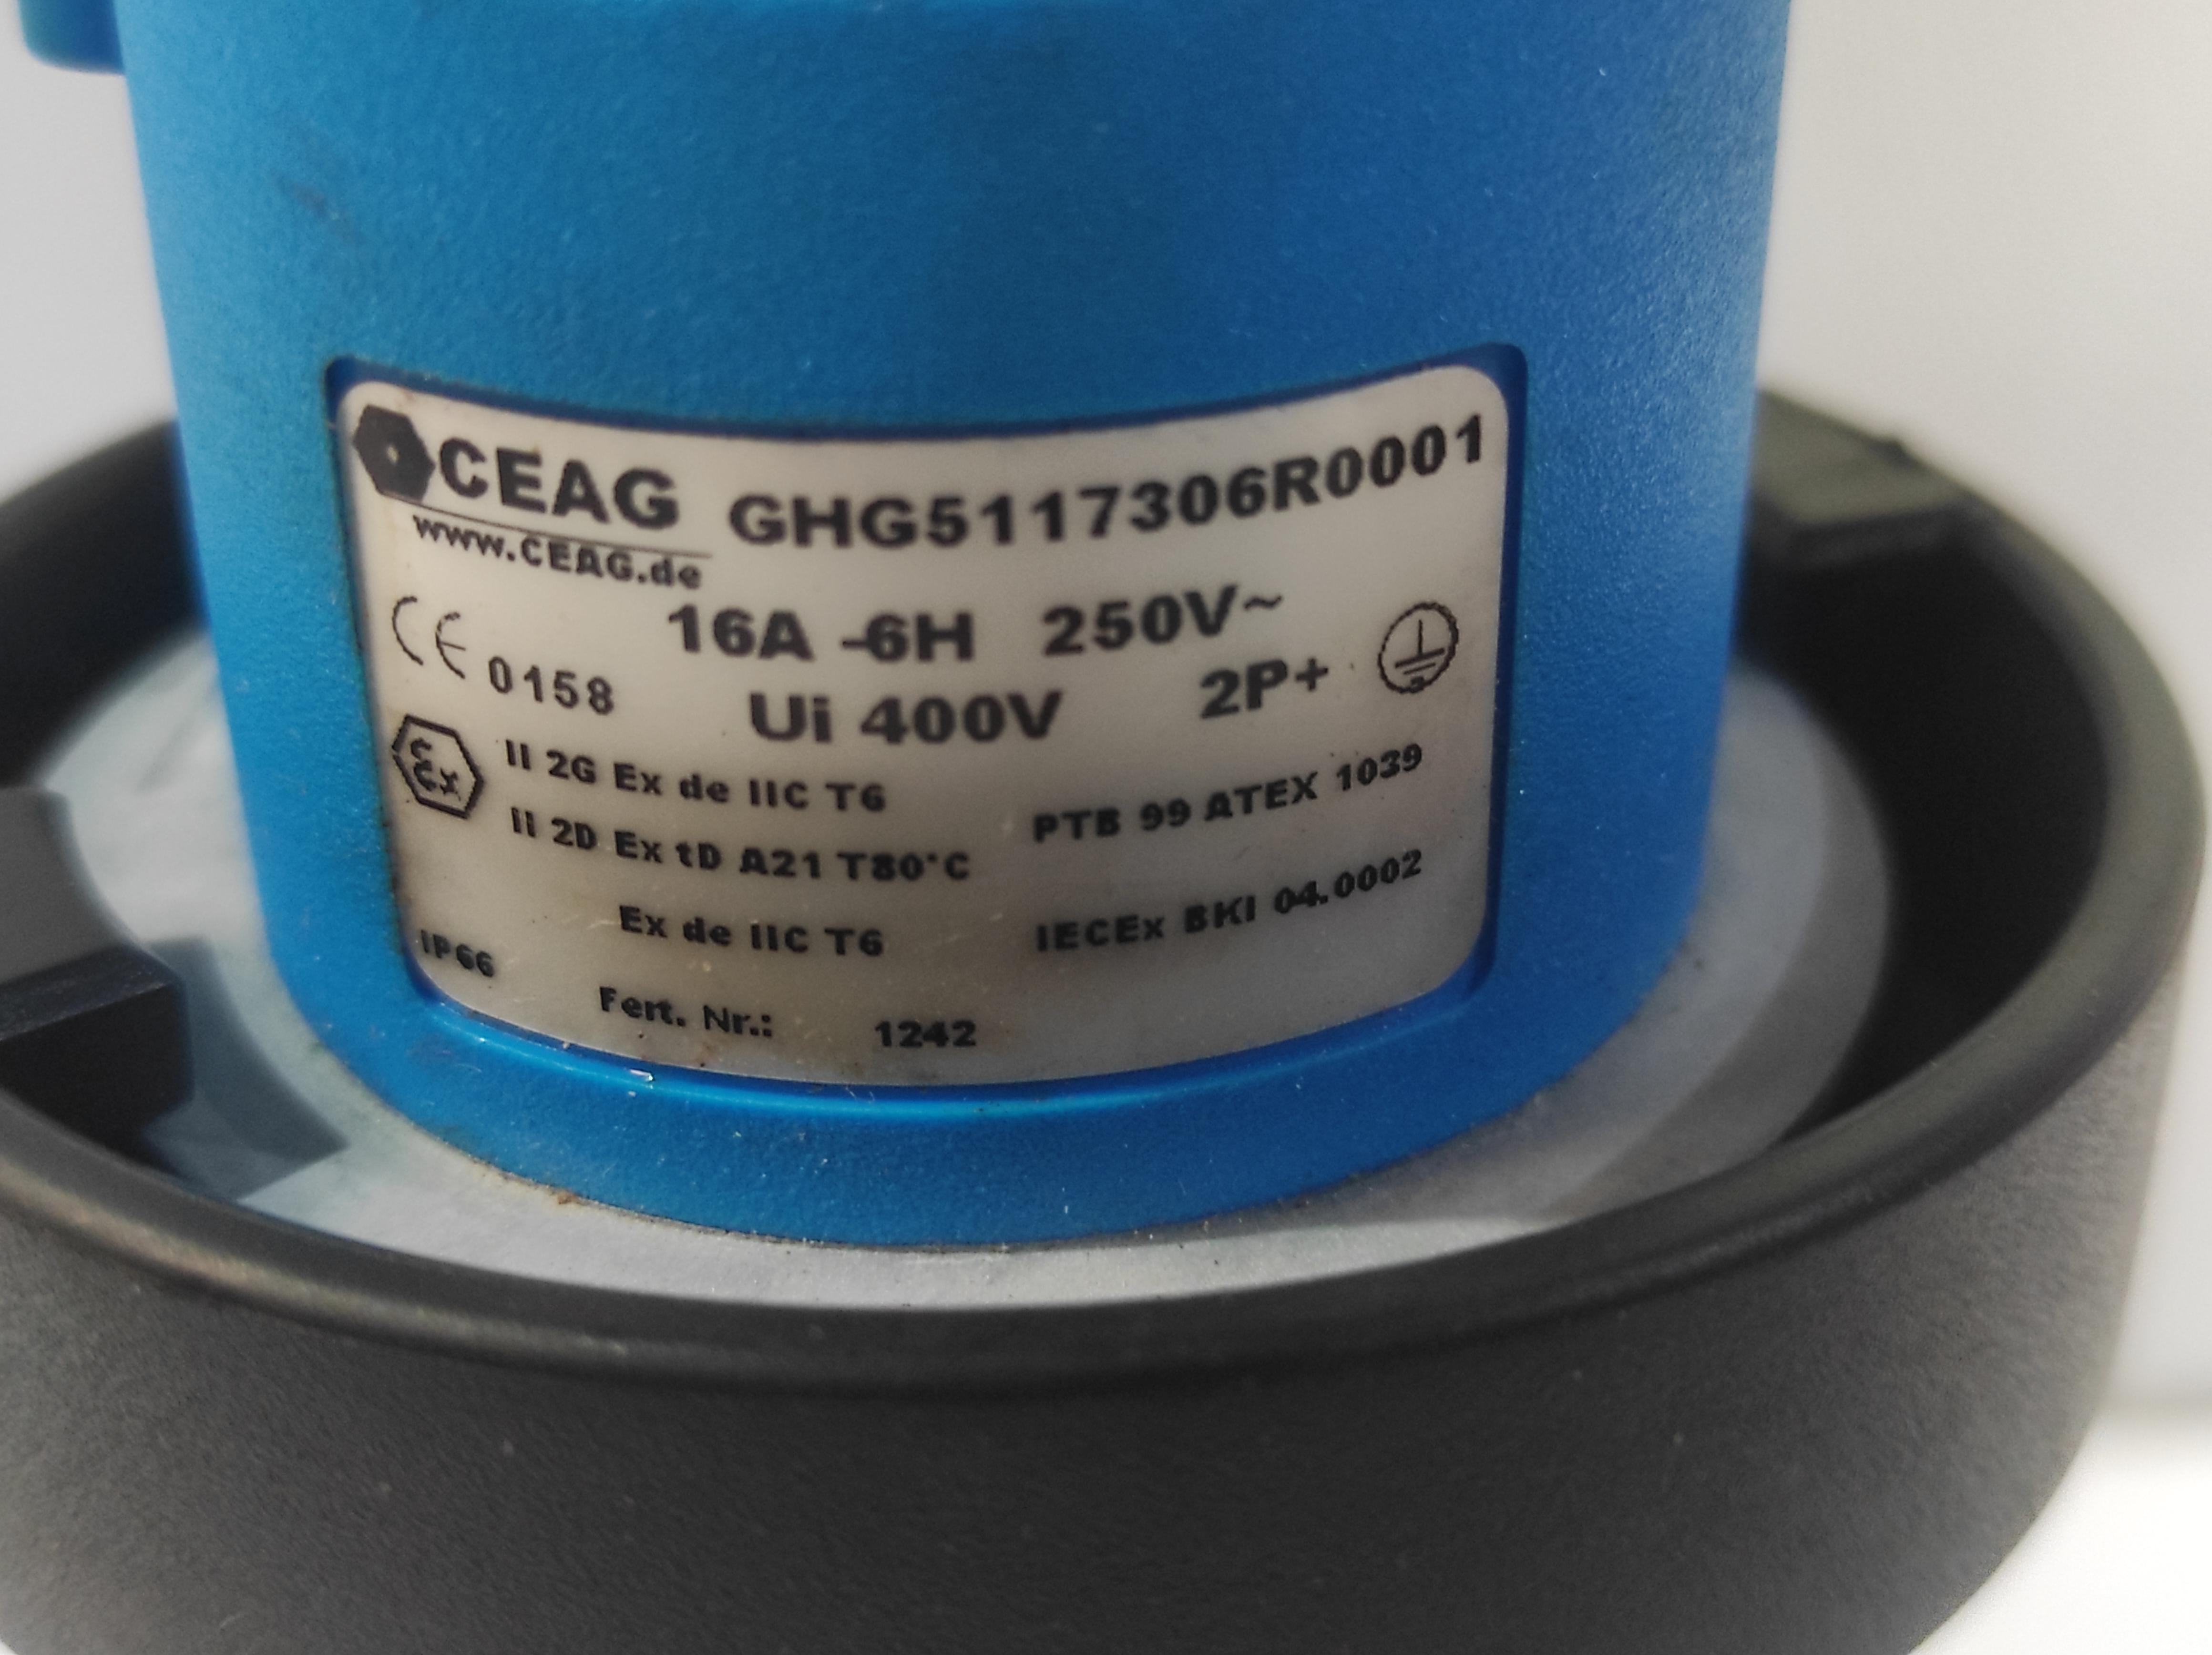 CEAG GHG5117306R0001
www.CEAG.de
16A -6H 250V~
CE 0158
Ui 400V 2P+
Ex II 2G Ex de IIC T6
PTB 99 ATEX 1039
II 2D Ex tD A21 T80°C
Ex de IIC T6 IECEx BKI 04.0002
IP66
Fert. Nr.: 1242